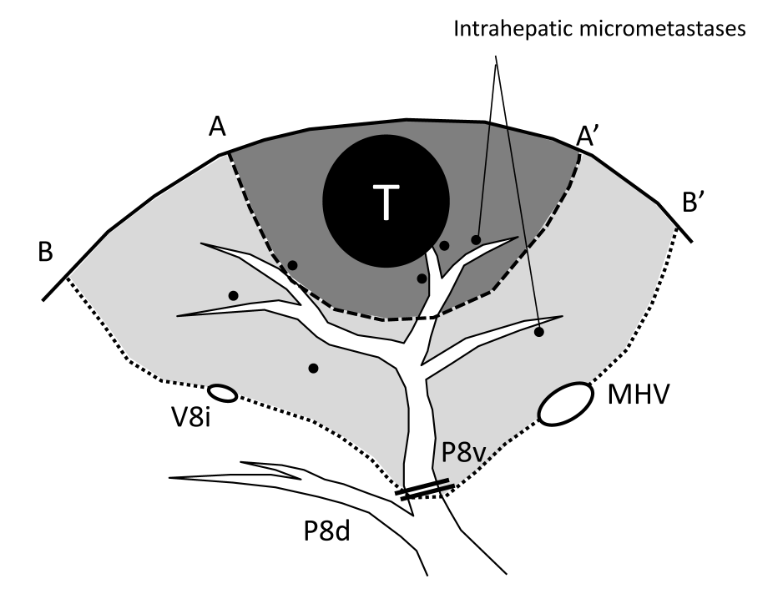 Intrahepatic micrometastases
A
A’
T
B’
B
MHV
V8i
P8v
P8d